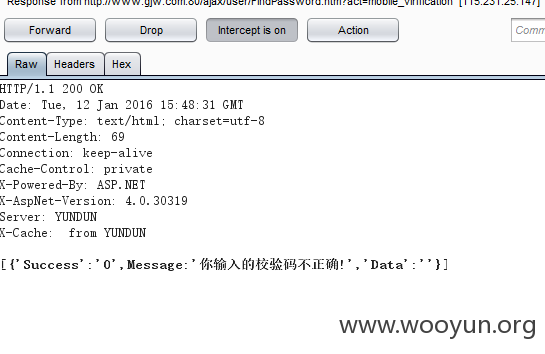 Response from http://www.gjw.com:80/ajax/user/FindPassword.htm?act=mobile_virification [115.231.25.147]
Forward Drop Intercept is on Action Comm
Raw Headers Hex
HTTP/1.1 200 OK
Date: Tue, 12 Jan 2016 15:48:31 GMT
Content-Type: text/html; charset=utf-8
Content-Length: 69
Connection: keep-alive
Cache-Control: private
X-Powered-By: ASP.NET
X-AspNet-Version: 4.0.30319
Server: YUNDUN
X-Cache: from YUNDUN
[{'Success':'0',Message:'你输入的校验码不正确!','Data':''}]
www.wooyun.org